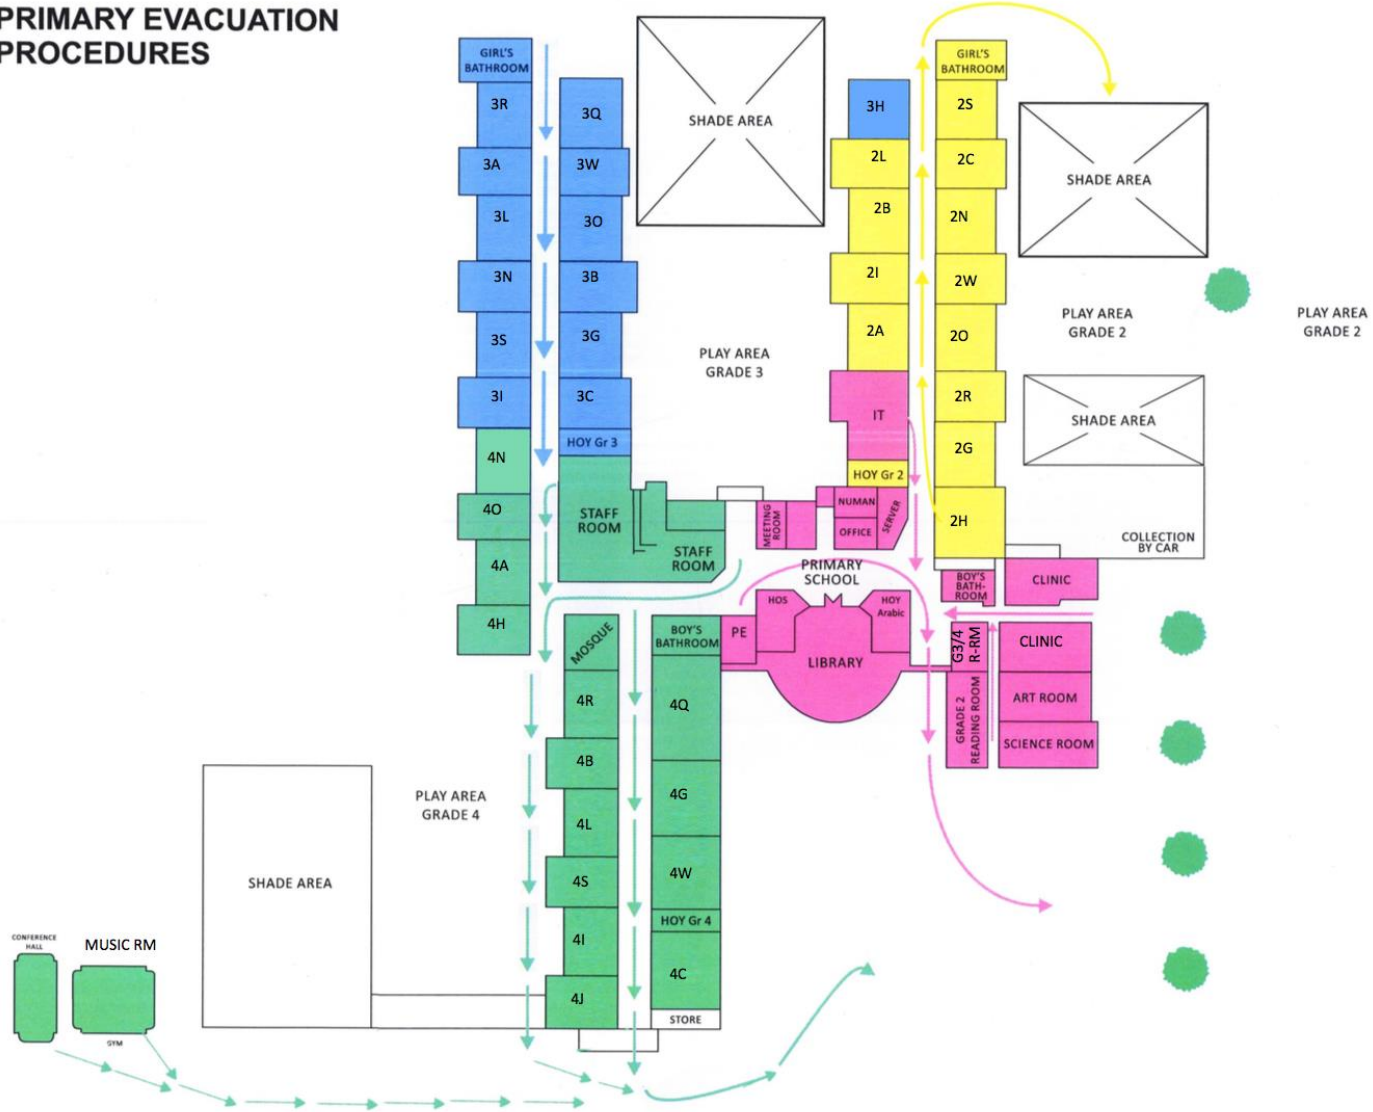 PRIMARY EVACUATION
PROCEDURES
GIRL'S
BATHROOM
3R
3A
3L
3N
3S
3I
4N
4O
4A
4H
3Q
3W
3O
3B
3G
3C
HOY Gr 3
STAFF
ROOM
STAFF
ROOM
SHADE AREA
PLAY AREA
GRADE 3
3H
2L
2B
2I
2A
IT
HOY Gr 2
NUMAN
OFFICE
SERVER
MEETING
ROOM
GIRL'S
BATHROOM
2S
2C
2N
2W
2O
2R
2G
2H
SHADE AREA
PLAY AREA
GRADE 2
PLAY AREA
GRADE 2
SHADE AREA
COLLECTION
BY CAR
PRIMARY
SCHOOL
BOY'S
BATH-
ROOM
CLINIC
HOS
HOY
Arabic
PE
LIBRARY
G3/4
R-RM
CLINIC
GRADE 2
READING ROOM
ART ROOM
SCIENCE ROOM
MOSQUE
4R
4B
4L
4S
4I
4J
BOY'S
BATHROOM
4Q
4G
4W
HOY Gr 4
4C
STORE
PLAY AREA
GRADE 4
SHADE AREA
CONFERENCE
HALL
MUSIC RM
GYM